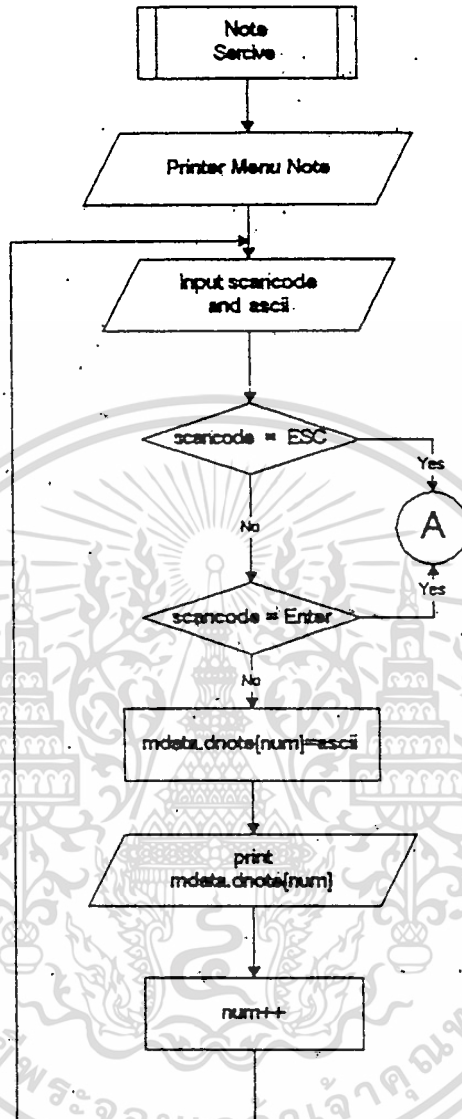 Note
Sercive
Printer Menu Note
Input scancode
and ascii
scancode = ESC
Yes
A
No
Yes
scancode = Enter
No
mdata.dnote[num]=ascii
print
mdata.dnote[num]
num++